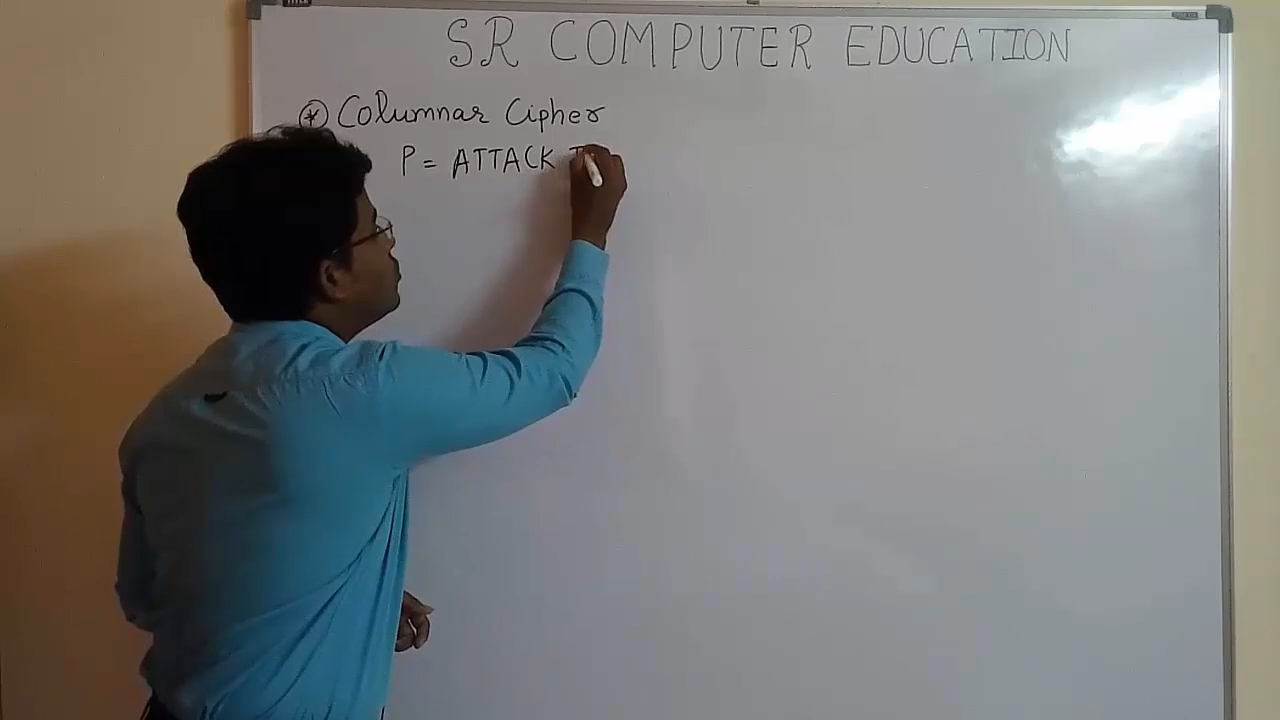 SR COMPUTER EDUCATION
* Columnar Cipher
P = ATTACK T